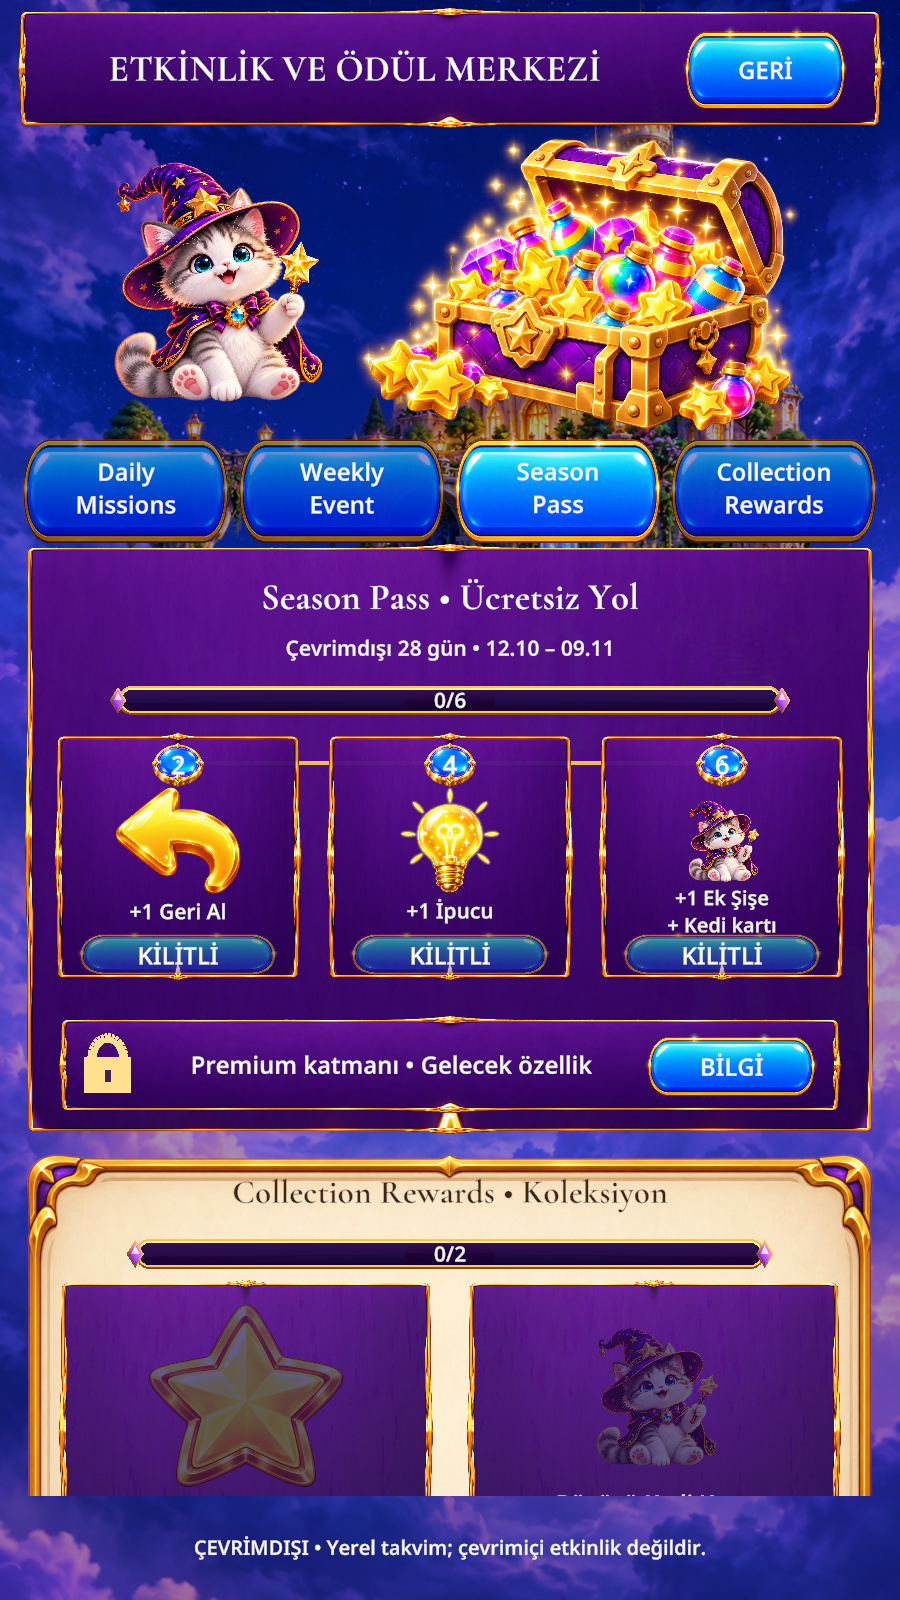 ETKİNLİK VE ÖDÜL MERKEZİ
GERİ
Daily
Missions
Weekly
Event
Season
Pass
Collection
Rewards
Season Pass • Ücretsiz Yol
Çevrimdışı 28 gün • 12.10 – 09.11
0/6
2
4
6
+1 Geri Al
+1 İpucu
+1 Ek Şişe
+ Kedi kartı
KİLİTLİ
KİLİTLİ
KİLİTLİ
Premium katmanı • Gelecek özellik
BİLGİ
Collection Rewards • Koleksiyon
0/2
ÇEVRİMDIŞI • Yerel takvim; çevrimiçi etkinlik değildir.